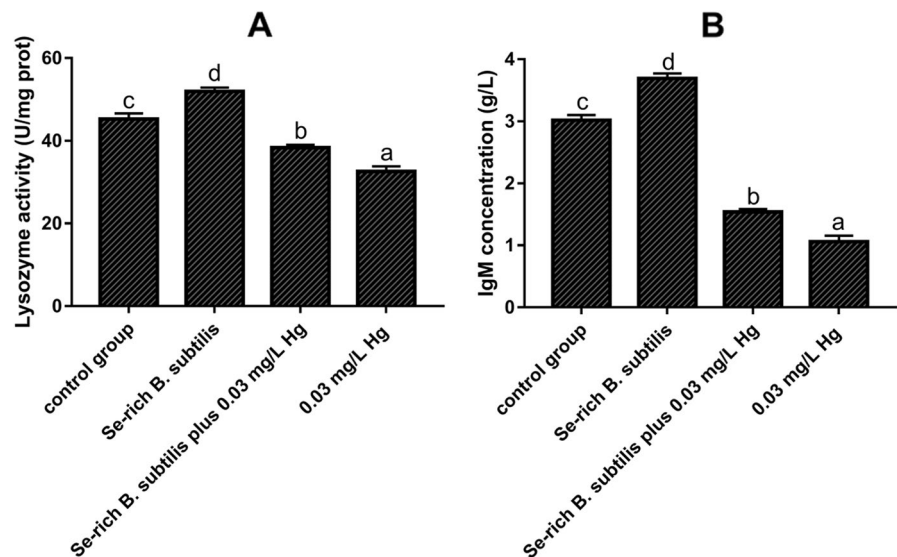 A
Lysozyme activity (U/mg prot)
60
40
20
0
c
d
b
a
control group
Se-rich B. subtilis
Se-rich B. subtilis plus 0.03 mg/L Hg
0.03 mg/L Hg
B
IgM concentration (g/L)
4
3
2
1
0
c
d
b
a
control group
Se-rich B. subtilis
Se-rich B. subtilis plus 0.03 mg/L Hg
0.03 mg/L Hg